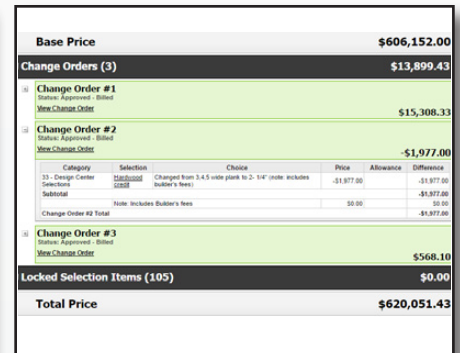 Base Price $606,152.00
Change Orders (3) $13,899.43
Change Order #1
Status: Approved - Billed
View Change Order
$15,308.33
Change Order #2
Status: Approved - Billed
View Change Order
-$1,977.00
Category Selection Choice Price Allowance Difference
33 - Design Center Selections Hardwood credit Changed from 3,4,5 wide plank to 2- 1/4" (note: includes builder's fees) -$1,977.00 -$1,977.00
Subtotal -$1,977.00
Note: Includes Builder's fees $0.00 $0.00
Change Order #2 Total -$1,977.00
Change Order #3
Status: Approved - Billed
View Change Order
$568.10
Locked Selection Items (105) $0.00
Total Price $620,051.43